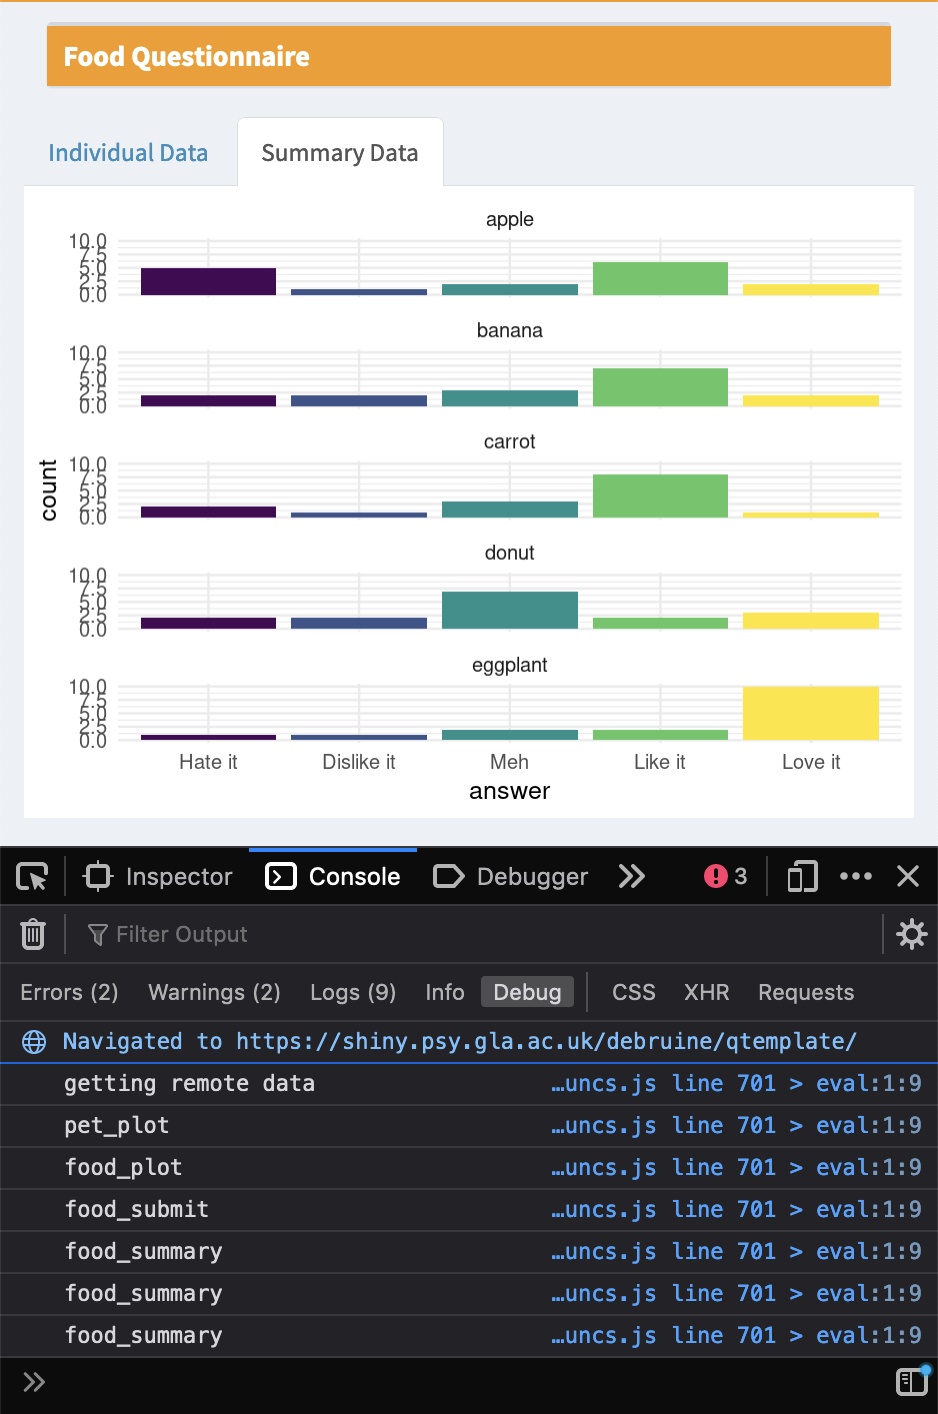 Food Questionnaire
Individual Data Summary Data
apple
10.0
7.5
5.0
2.5
0.0
banana
10.0
7.5
5.0
2.5
0.0
carrot
10.0
7.5
5.0
2.5
0.0
donut
10.0
7.5
5.0
2.5
0.0
eggplant
10.0
7.5
5.0
2.5
0.0
count
Hate it Dislike it Meh Like it Love it
answer
Inspector Console Debugger 3
Filter Output
Errors (2) Warnings (2) Logs (9) Info Debug CSS XHR Requests
Navigated to https://shiny.psy.gla.ac.uk/debruine/qtemplate/
getting remote data …uncs.js line 701 > eval:1:9
pet_plot …uncs.js line 701 > eval:1:9
food_plot …uncs.js line 701 > eval:1:9
food_submit …uncs.js line 701 > eval:1:9
food_summary …uncs.js line 701 > eval:1:9
food_summary …uncs.js line 701 > eval:1:9
food_summary …uncs.js line 701 > eval:1:9